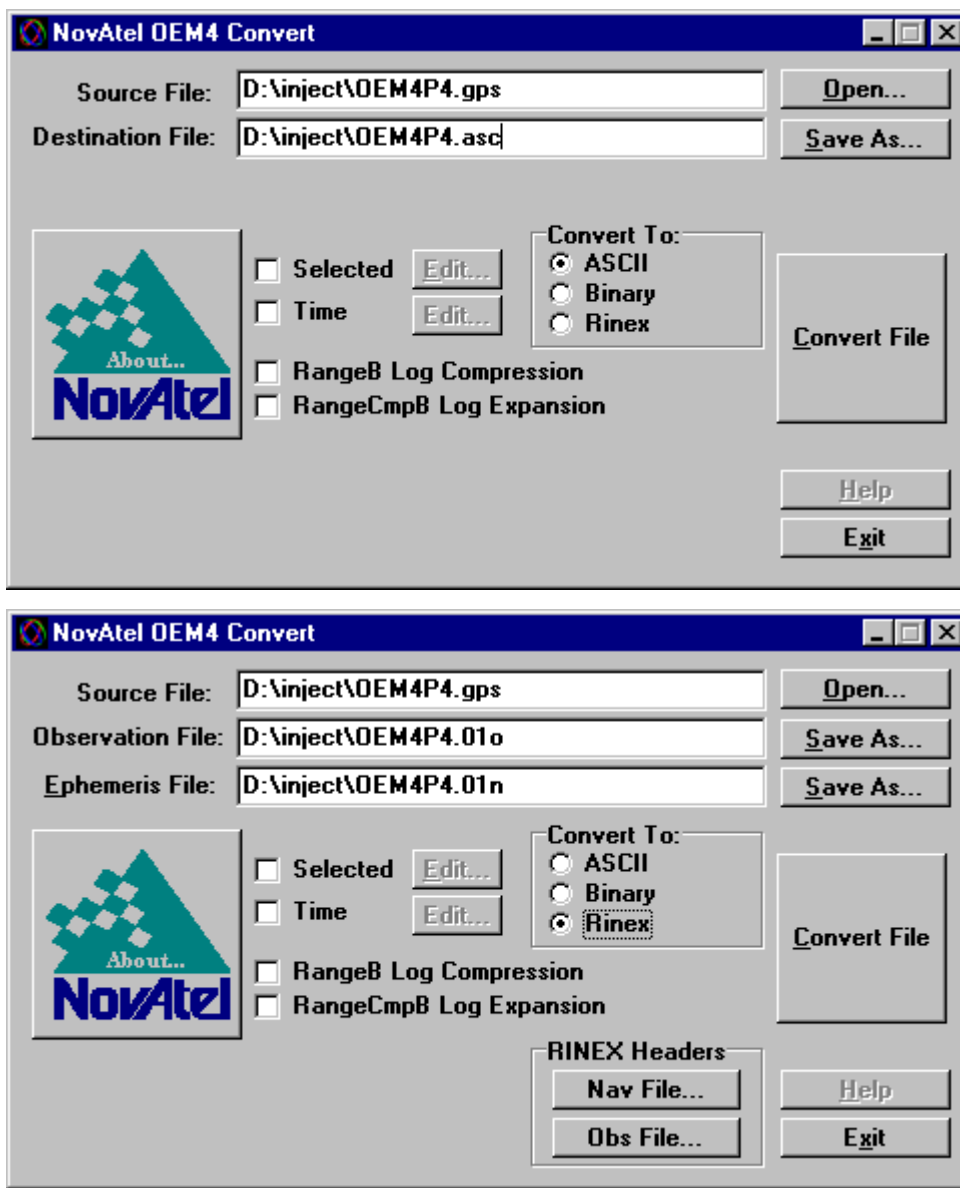 NovAtel OEM4 Convert
Source File: D:\inject\OEM4P4.gps Open...
Destination File: D:\inject\OEM4P4.asc Save As...
Convert To:
Selected Edit... ASCII
Time Edit... Binary
Rinex
Convert File
About...
NovAtel
RangeB Log Compression
RangeCmpB Log Expansion
Help
Exit
NovAtel OEM4 Convert
Source File: D:\inject\OEM4P4.gps Open...
Observation File: D:\inject\OEM4P4.01o Save As...
Ephemeris File: D:\inject\OEM4P4.01n Save As...
Convert To:
Selected Edit... ASCII
Time Edit... Binary
Rinex
Convert File
About...
NovAtel
RangeB Log Compression
RangeCmpB Log Expansion
RINEX Headers
Nav File... Help
Obs File... Exit